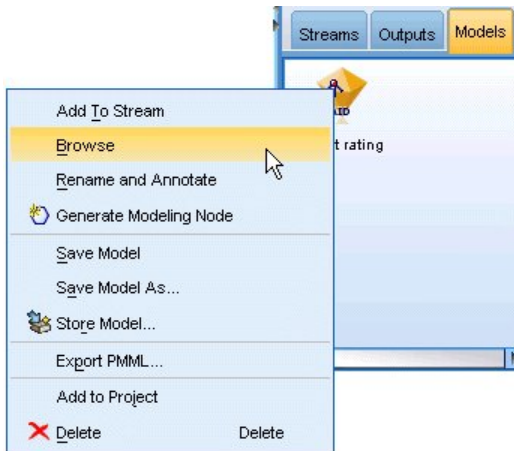 Streams Outputs Models
Add To Stream
Browse
t rating
Rename and Annotate
Generate Modeling Node
Save Model
Save Model As...
Store Model...
Export PMML...
Add to Project
Delete Delete